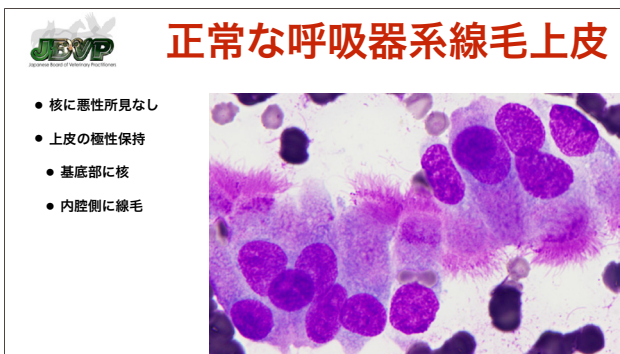 JBVP
Japanese Board of Veterinary Practitioners
正常な呼吸器系線毛上皮
● 核に悪性所見なし
● 上皮の極性保持
● 基底部に核
● 内腔側に線毛